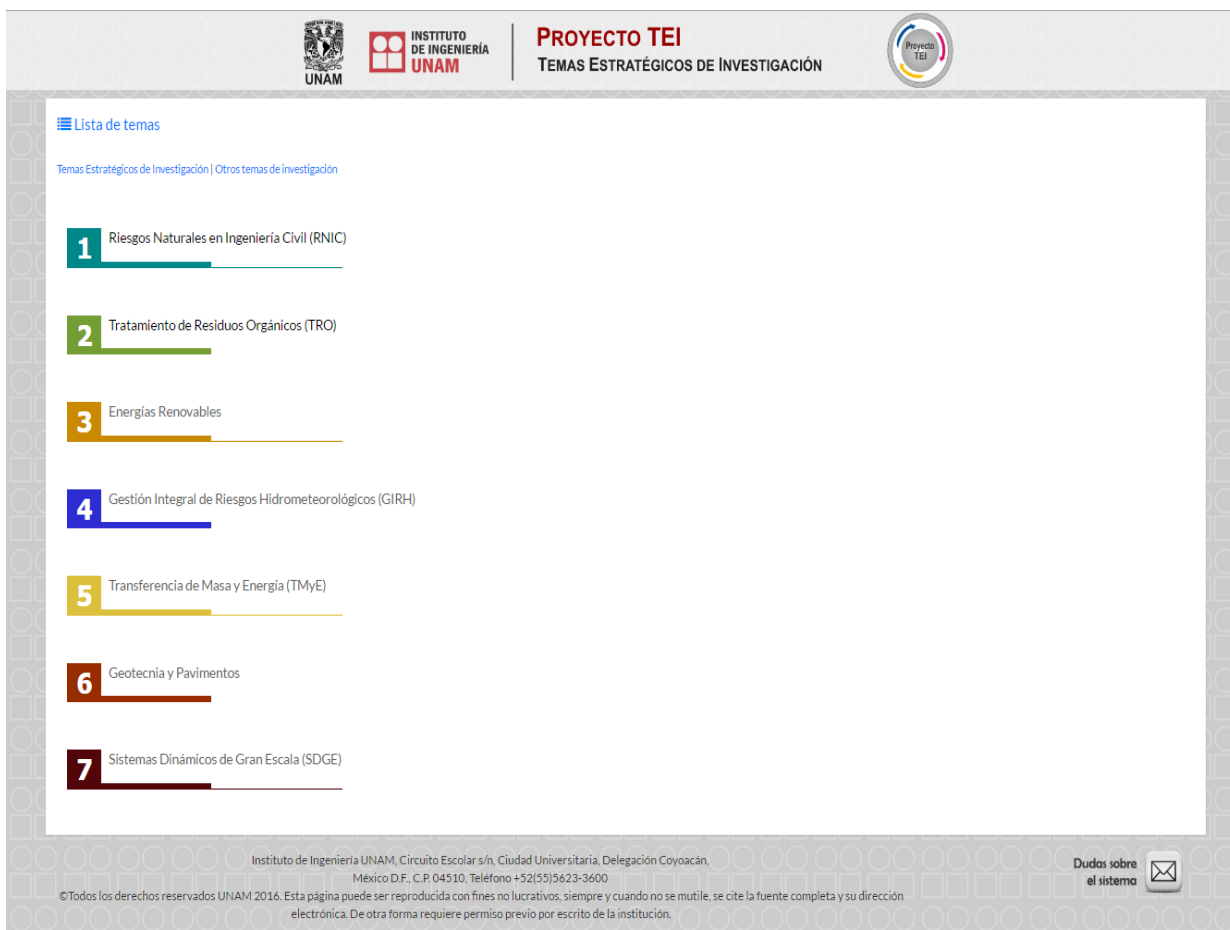 UNAM
INSTITUTO
DE INGENIERÍA
UNAM
PROYECTO TEI
TEMAS ESTRATÉGICOS DE INVESTIGACIÓN
Proyecto
TEI
Lista de temas
Temas Estratégicos de Investigación | Otros temas de investigación
1 Riesgos Naturales en Ingeniería Civil (RNIC)
2 Tratamiento de Residuos Orgánicos (TRO)
3 Energías Renovables
4 Gestión Integral de Riesgos Hidrometeorológicos (GIRH)
5 Transferencia de Masa y Energía (TMyE)
6 Geotecnia y Pavimentos
7 Sistemas Dinámicos de Gran Escala (SDGE)
Instituto de Ingeniería UNAM, Circuito Escolar s/n, Ciudad Universitaria, Delegación Coyoacán,
México D.F., C.P. 04510, Teléfono +52(55)5623-3600
©Todos los derechos reservados UNAM 2016. Esta página puede ser reproducida con fines no lucrativos, siempre y cuando no se mutile, se cite la fuente completa y su dirección
electrónica. De otra forma requiere permiso previo por escrito de la institución.
Dudas sobre
el sistema